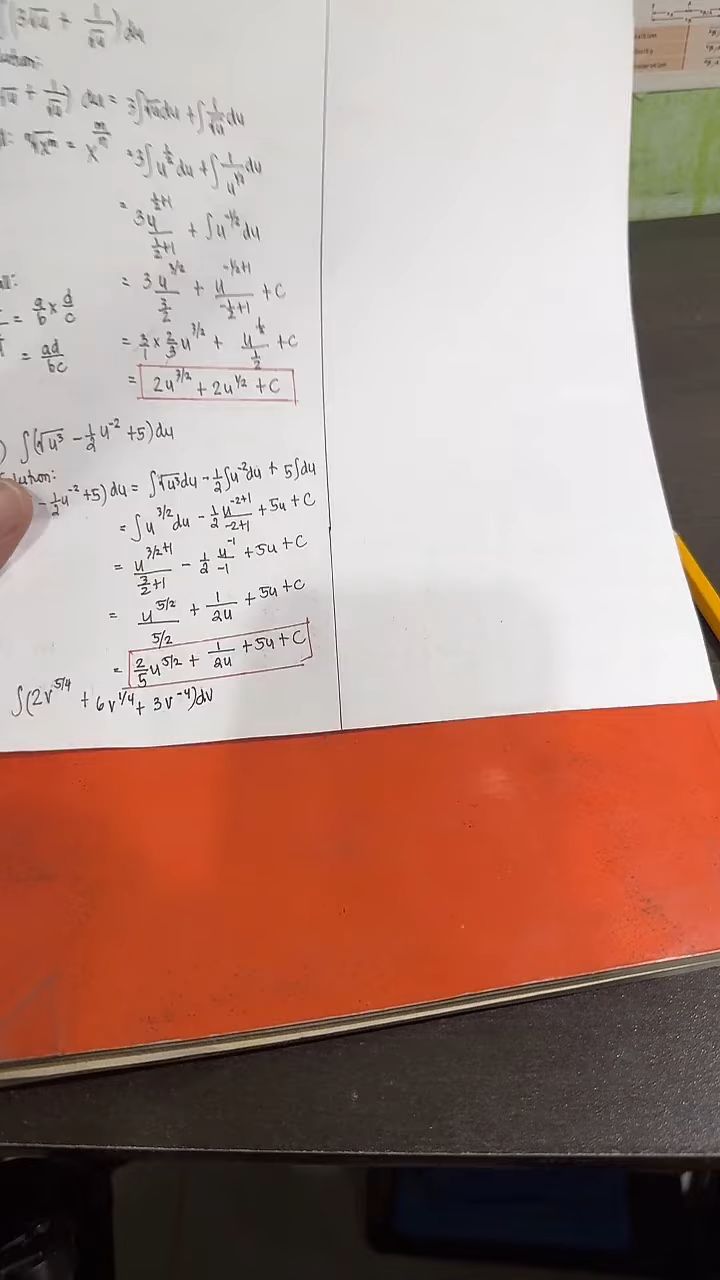 (3√u + 1/√u) du
ution:
√u + 1/√u) du = 3∫√u du + ∫ 1/√u du
ⁿ√xᵐ = x^(m/n) = 3∫u^(1/2) du + ∫ 1/u^(1/2) du
= 3u^(1/2+1)/(1/2+1) + ∫u^(-1/2) du
= 3 u^(3/2)/(3/2) + u^(-1/2+1)/(-1/2+1) + C
= a/b × d/c
= 3/1 × 2/3 u^(3/2) + u^(1/2)/(1/2) + C
= ad/bc
= 2u^(3/2) + 2u^(1/2) + C
) ∫(√u³ - 1/2 u⁻² + 5) du
lution:
- 1/2 u⁻² + 5) du = ∫√u³ du - 1/2 ∫u⁻² du + 5∫du
= ∫u^(3/2) du - 1/2 u^(-2+1)/(-2+1) + 5u + C
= u^(3/2+1)/(3/2+1) - 1/2 u⁻¹/-1 + 5u + C
= u^(5/2)/(5/2) + 1/2u + 5u + C
= 2/5 u^(5/2) + 1/2u + 5u + C
∫(2v^(5/4) + 6v^(1/4) + 3v⁻⁴) dv